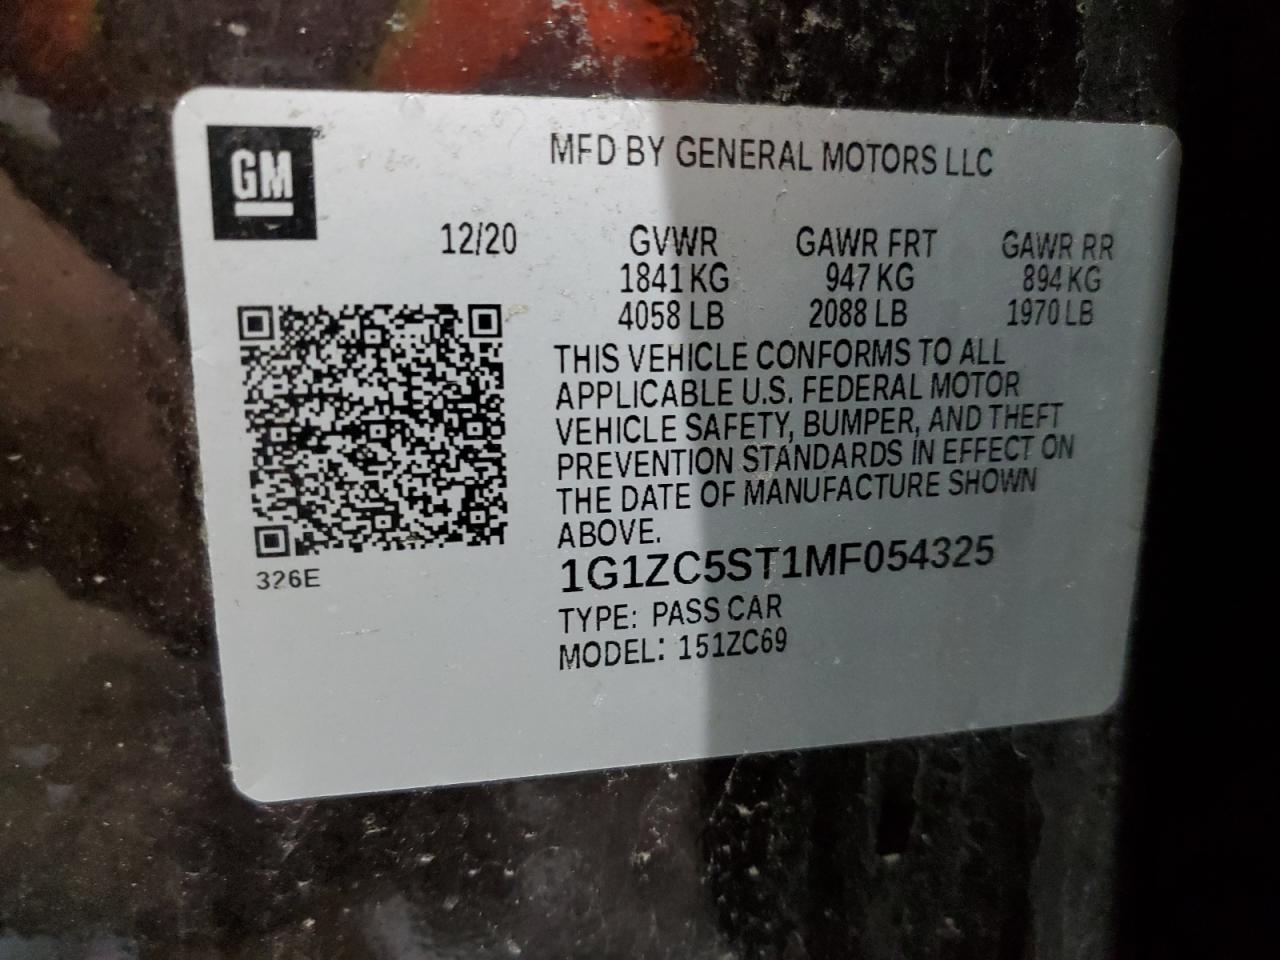 GM
MFD BY GENERAL MOTORS LLC
12/20 GVWR GAWR FRT GAWR RR
1841 KG 947 KG 894 KG
4058 LB 2088 LB 1970 LB
THIS VEHICLE CONFORMS TO ALL
APPLICABLE U.S. FEDERAL MOTOR
VEHICLE SAFETY, BUMPER, AND THEFT
PREVENTION STANDARDS IN EFFECT ON
THE DATE OF MANUFACTURE SHOWN
ABOVE.
326E
1G1ZC5ST1MF054325
TYPE: PASS CAR
MODEL: 151ZC69